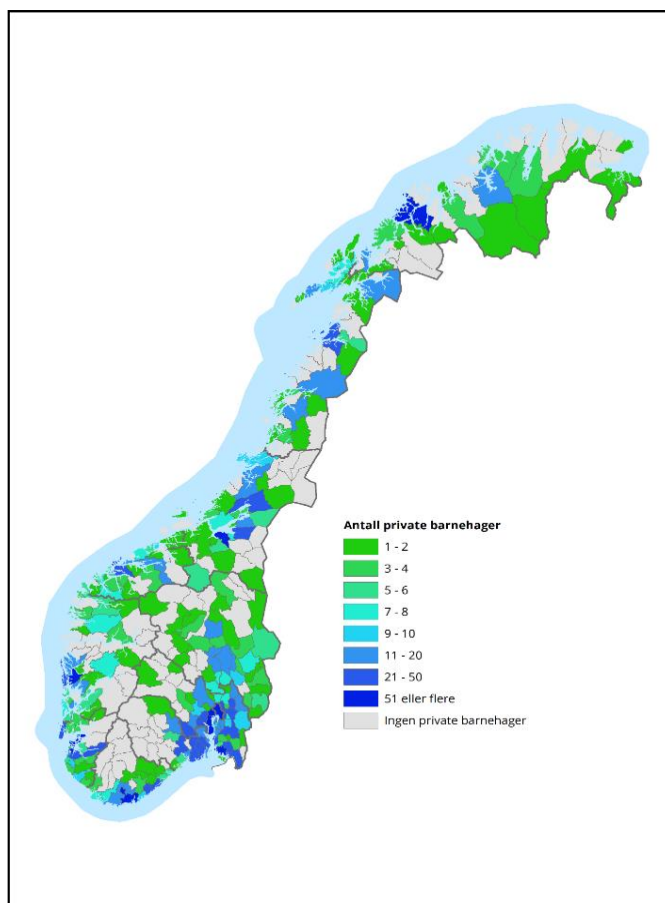 Antall private barnehager
1 - 2
3 - 4
5 - 6
7 - 8
9 - 10
11 - 20
21 - 50
51 eller flere
Ingen private barnehager